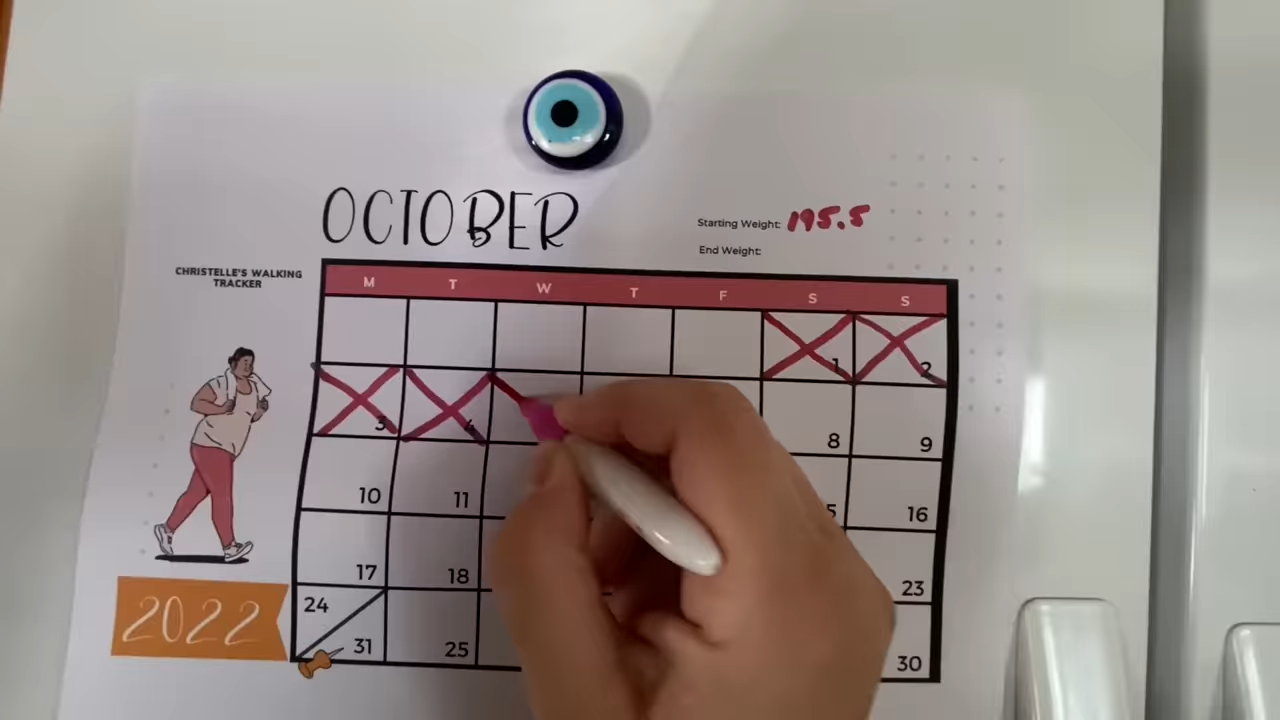 OCTOBER
Starting Weight: 195.5
End Weight:
CHRISTELLE'S WALKING
TRACKER
M T W T F S S
1 2
3 4 8 9
10 11 16
17 18 23
24
31 25 30
2022